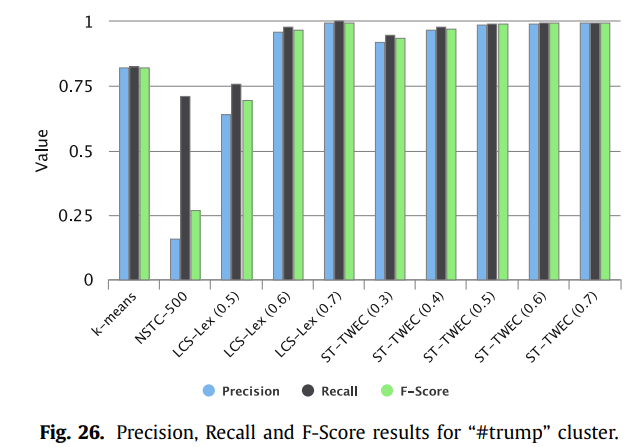 1
0.75
0.5
0.25
0
Value
k-means
NSTC-500
LCS-Lex (0.5)
LCS-Lex (0.6)
LCS-Lex (0.7)
ST-TWEC (0.3)
ST-TWEC (0.4)
ST-TWEC (0.5)
ST-TWEC (0.6)
ST-TWEC (0.7)
Precision Recall F-Score
Fig. 26. Precision, Recall and F-Score results for “#trump” cluster.